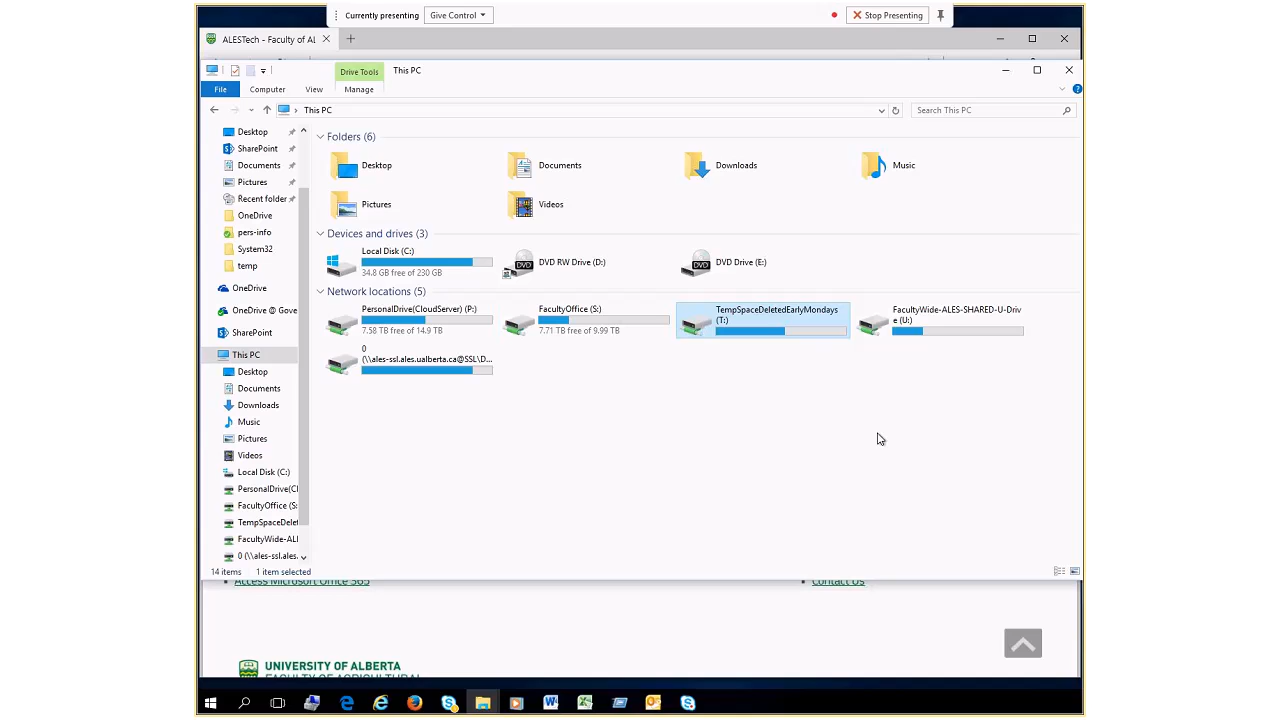 Currently presenting
Give Control
Stop Presenting
ALESTech - Faculty of Al
Drive Tools
This PC
File
Computer
View
Manage
This PC
Search This PC
Desktop
SharePoint
Documents
Pictures
Recent folder
OneDrive
pers-info
System32
temp
OneDrive
OneDrive @ Gove
SharePoint
This PC
Desktop
Documents
Downloads
Music
Pictures
Videos
Local Disk (C:)
PersonalDrive(Cl
FacultyOffice (S:
TempSpaceDelet
FacultyWide-ALI
0 (\\ales-ssl.ales.
Folders (6)
Desktop
Documents
Downloads
Music
Pictures
Videos
Devices and drives (3)
Local Disk (C:)
34.8 GB free of 230 GB
DVD RW Drive (D:)
DVD Drive (E:)
DVD
DVD
Network locations (5)
PersonalDrive(CloudServer) (P:)
7.58 TB free of 14.9 TB
FacultyOffice (S:)
7.71 TB free of 9.99 TB
TempSpaceDeletedEarlyMondays
(T:)
FacultyWide-ALES-SHARED-U-Driv
e (U:)
0
(\\ales-ssl.ales.ualberta.ca@SSL\D...
14 items
1 item selected
Access Microsoft Office 365
Contact Us
UNIVERSITY OF ALBERTA
FACULTY OF AGRICULTURAL